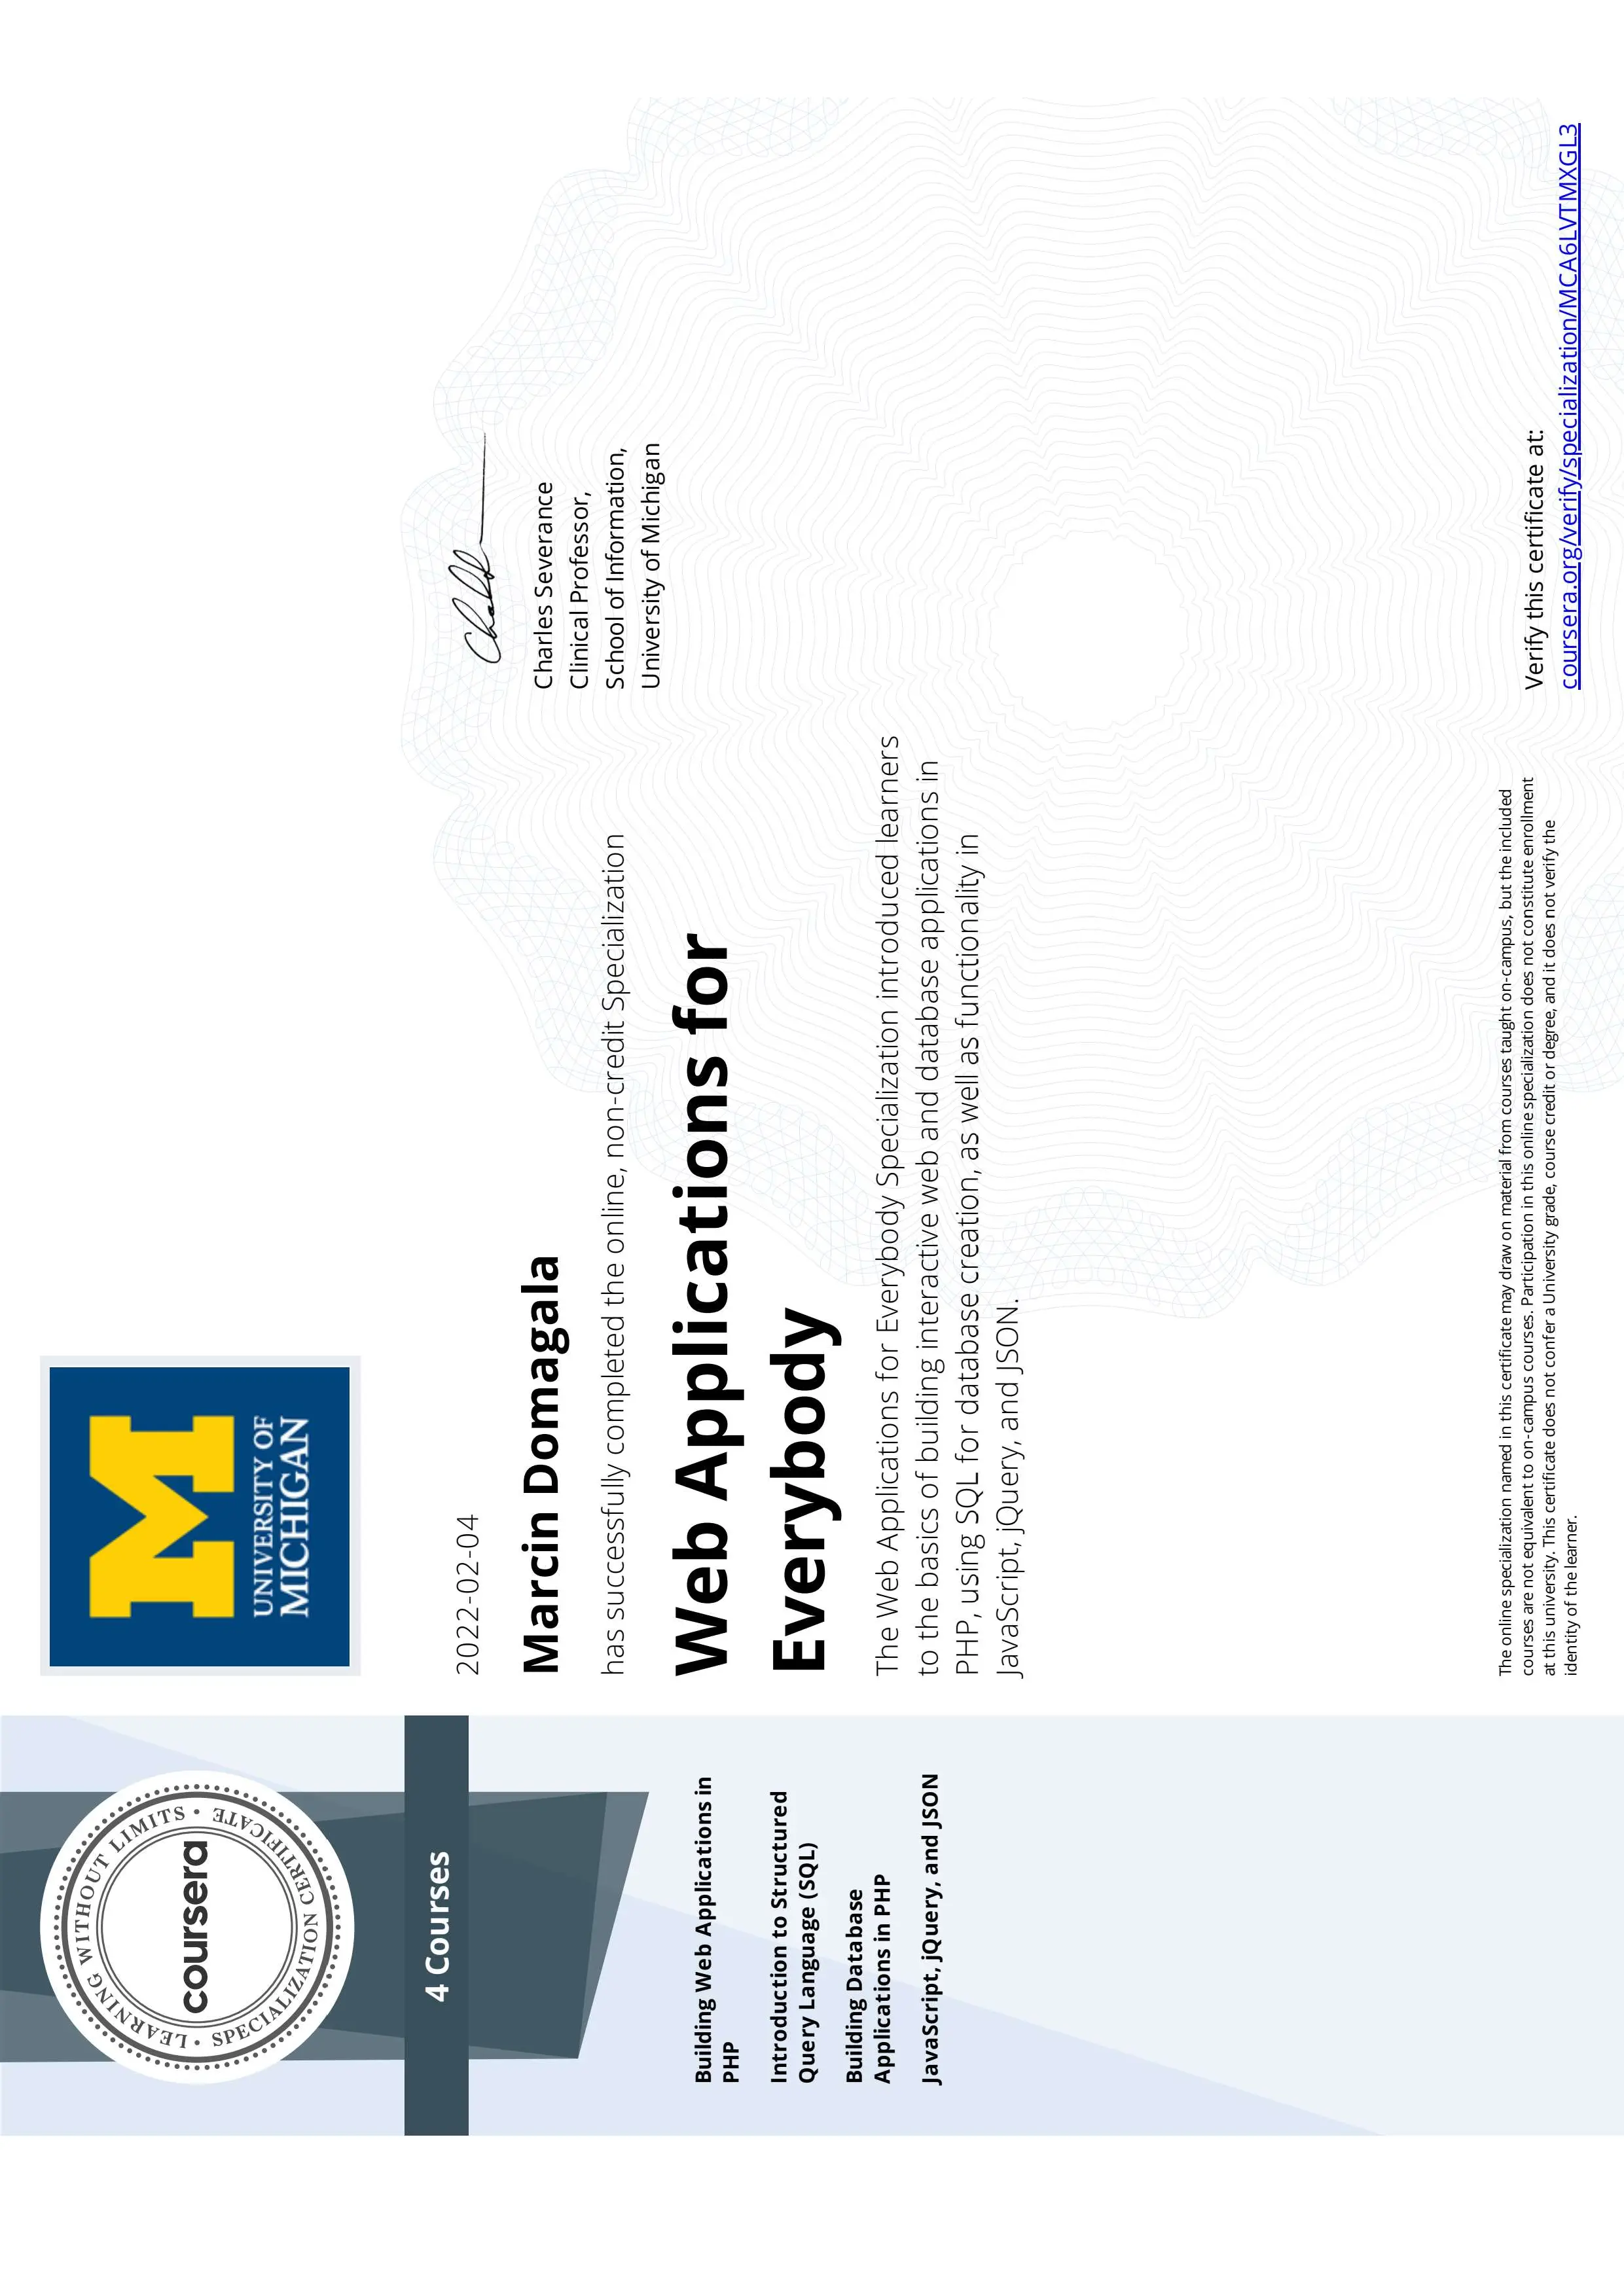 LEARNING WITHOUT LIMITS • SPECIALIZATION CERTIFICATE •
coursera
4 Courses
Building Web Applications in
PHP
Introduction to Structured
Query Language (SQL)
Building Database
Applications in PHP
JavaScript, jQuery, and JSON
M
UNIVERSITY OF
MICHIGAN
2022-02-04
Marcin Domagala
has successfully completed the online, non-credit Specialization
Web Applications for
Everybody
The Web Applications for Everybody Specialization introduced learners
to the basics of building interactive web and database applications in
PHP, using SQL for database creation, as well as functionality in
JavaScript, jQuery, and JSON.
Charles Severance
Clinical Professor,
School of Information,
University of Michigan
The online specialization named in this certificate may draw on material from courses taught on-campus, but the included
courses are not equivalent to on-campus courses. Participation in this online specialization does not constitute enrollment
at this university. This certificate does not confer a University grade, course credit or degree, and it does not verify the
identity of the learner.
Verify this certificate at:
coursera.org/verify/specialization/MCA6LVTMXGL3